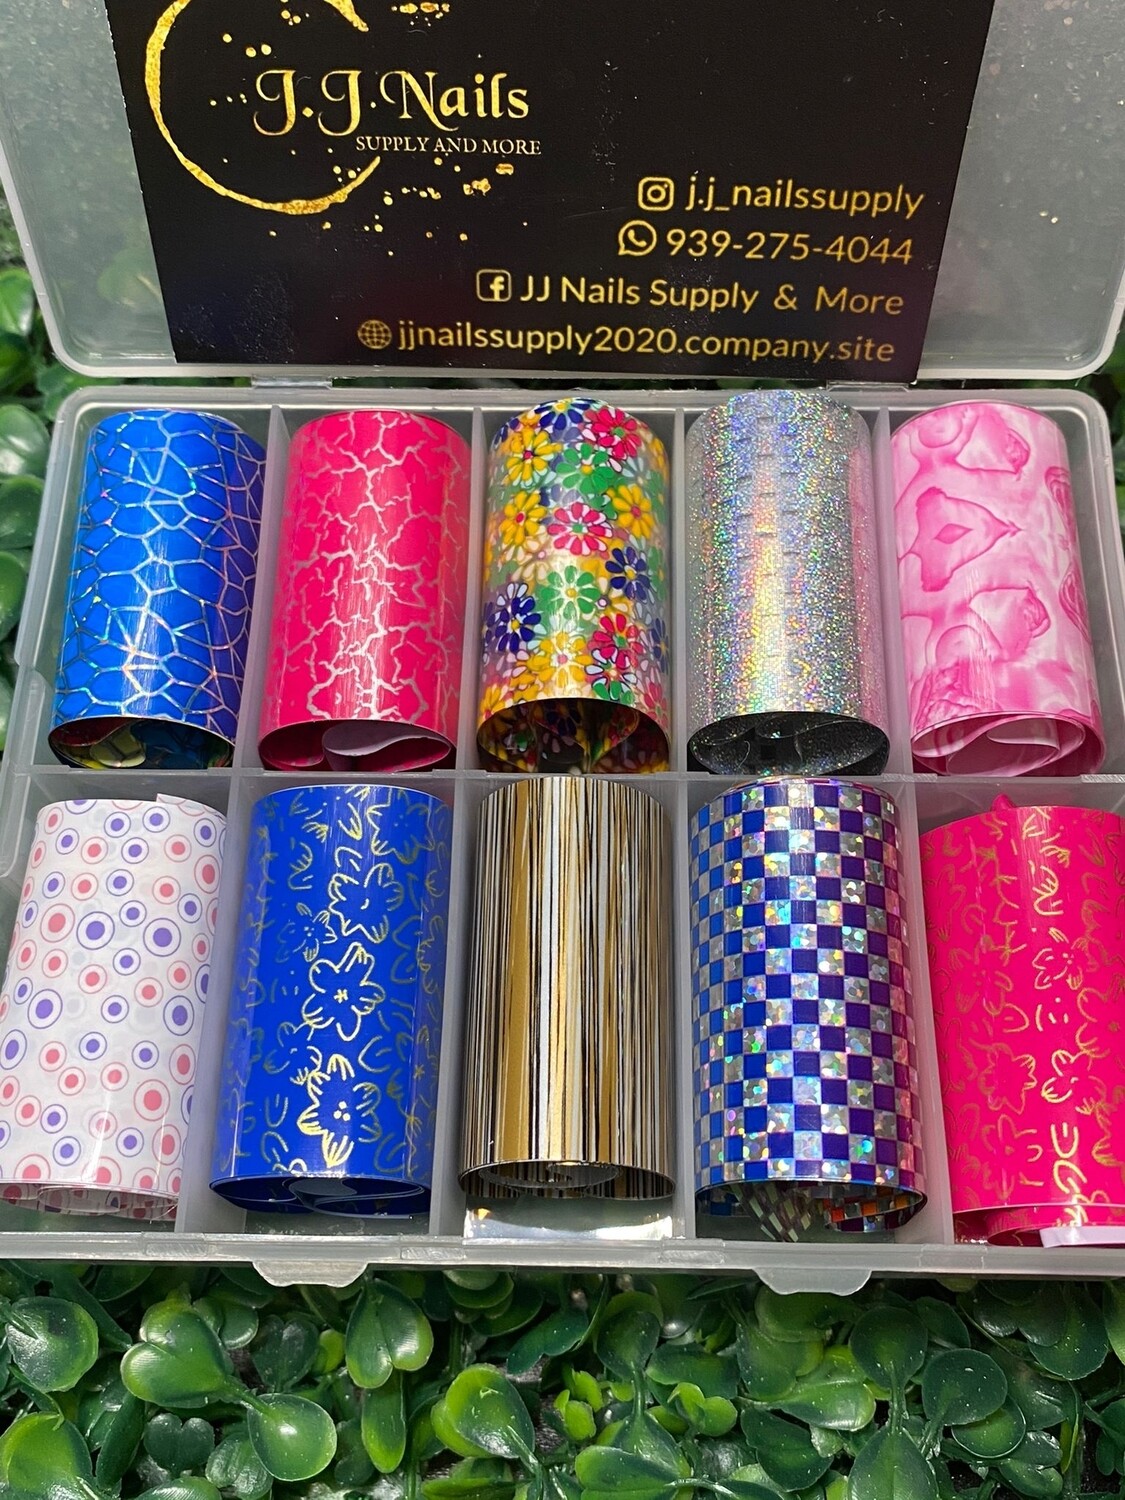 J.J.Nails
SUPPLY AND MORE
j.j_nailssupply
939-275-4044
JJ Nails Supply & More
jjnailssupply2020.company.site